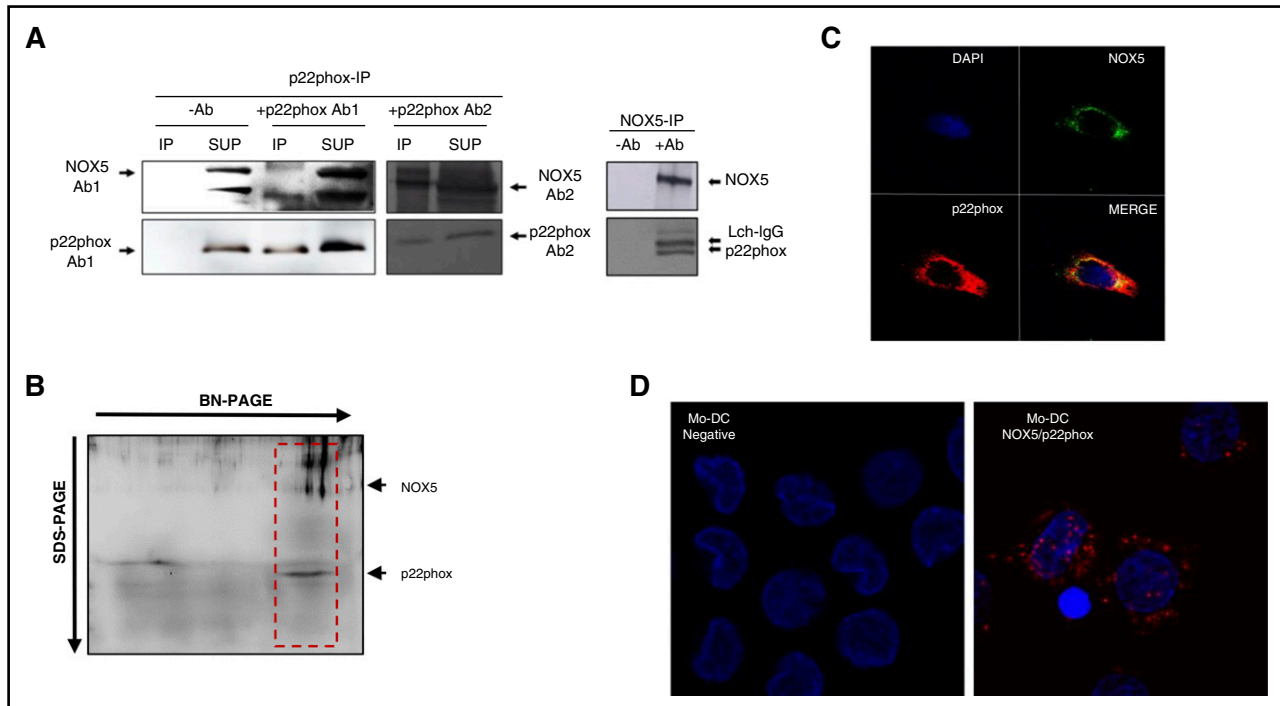 A
p22phox-IP
-Ab +p22phox Ab1 +p22phox Ab2
IP SUP IP SUP IP SUP
NOX5
Ab1
NOX5
Ab2
p22phox
Ab1
p22phox
Ab2
NOX5-IP
-Ab +Ab
NOX5
Lch-IgG
p22phox
C
DAPI
NOX5
p22phox
MERGE
B
BN-PAGE
SDS-PAGE
NOX5
p22phox
D
Mo-DC
Negative
Mo-DC
NOX5/p22phox